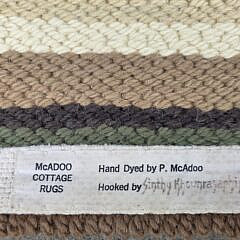 McADOO
COTTAGE
RUGS
Hand Dyed by P. McAdoo
Hooked by